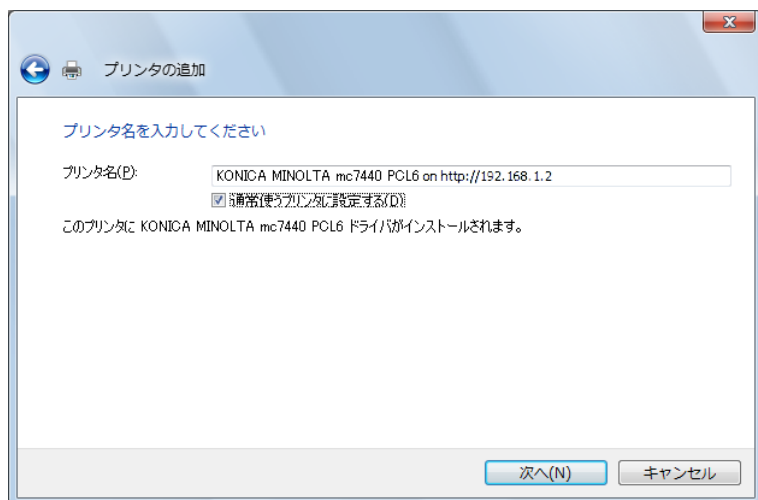 プリンタの追加
プリンタ名を入力してください
プリンタ名(P): KONICA MINOLTA mc7440 PCL6 on http://192.168.1.2
通常使うプリンタに設定する(D)
このプリンタに KONICA MINOLTA mc7440 PCL6 ドライバがインストールされます。
次へ(N) キャンセル